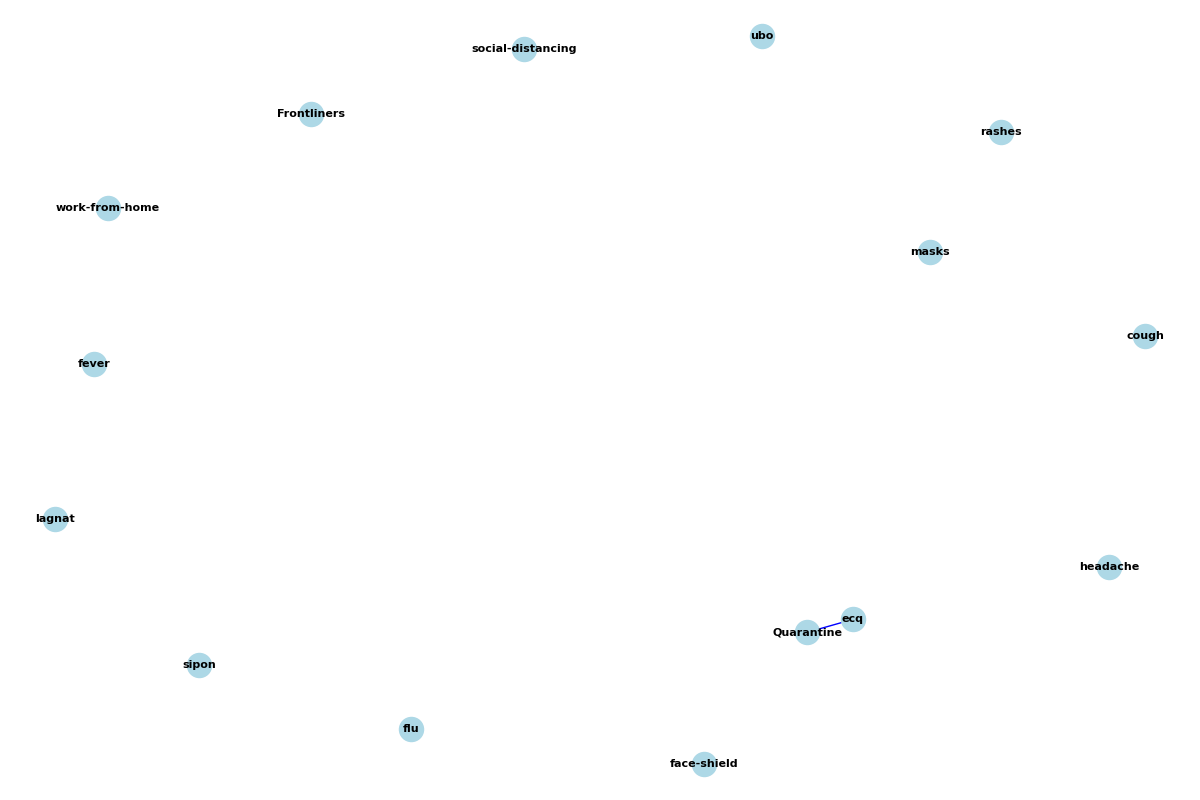 ubo
social-distancing
Frontliners
rashes
work-from-home
masks
cough
fever
lagnat
headache
ecq
Quarantine
sipon
flu
face-shield